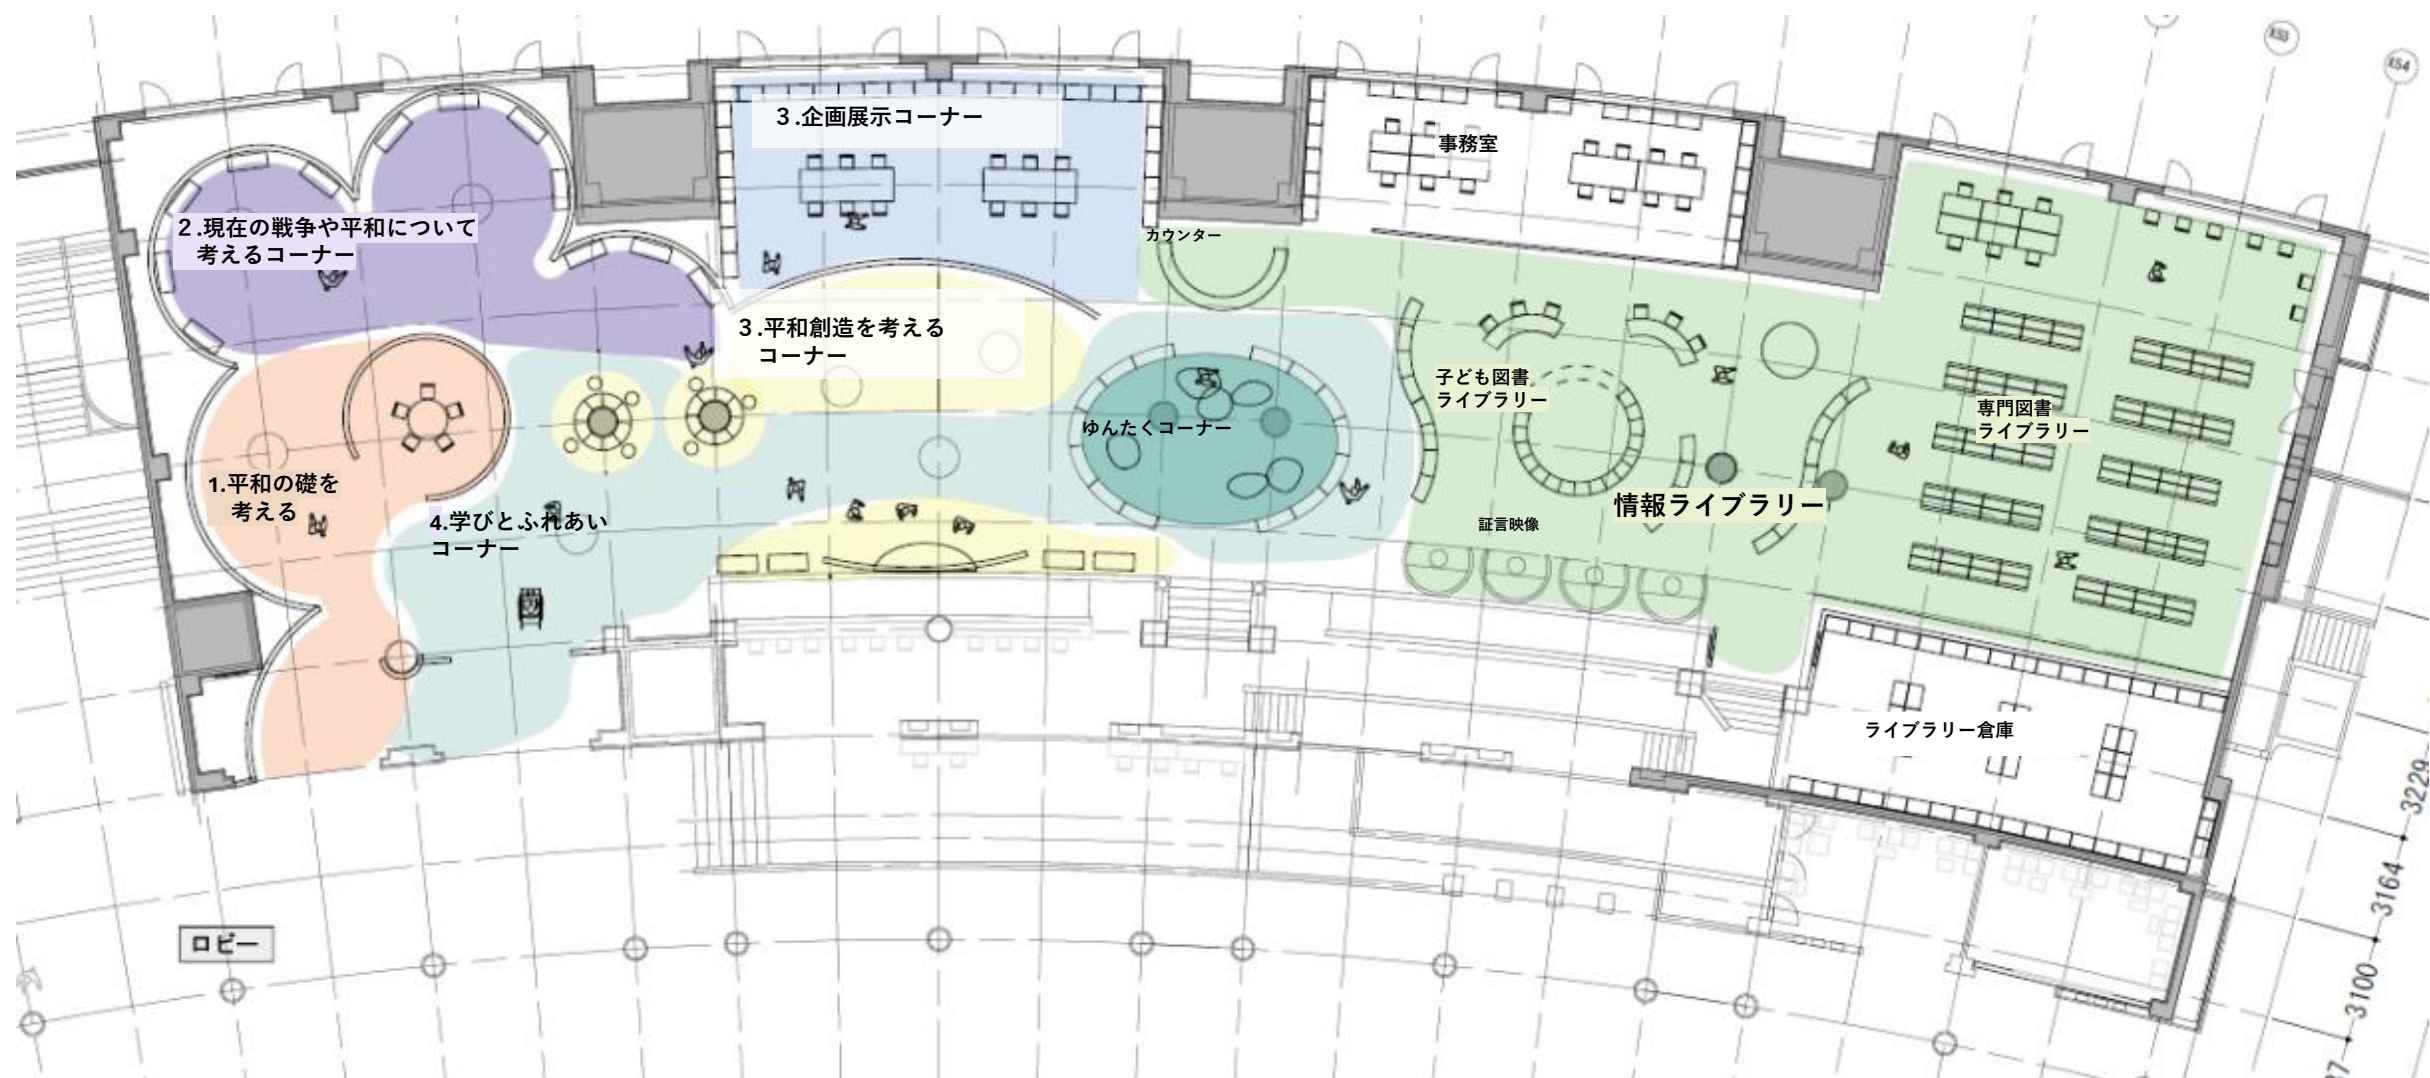 X53
X54
３.企画展示コーナー
事務室
２.現在の戦争や平和について
考えるコーナー
カウンター
３.平和創造を考える
コーナー
子ども図書
ライブラリー
専門図書
ライブラリー
ゆんたくコーナー
1.平和の礎を
考える
4.学びとふれあい
コーナー
情報ライブラリー
証言映像
ライブラリー倉庫
ロビー
3229
3164
3100